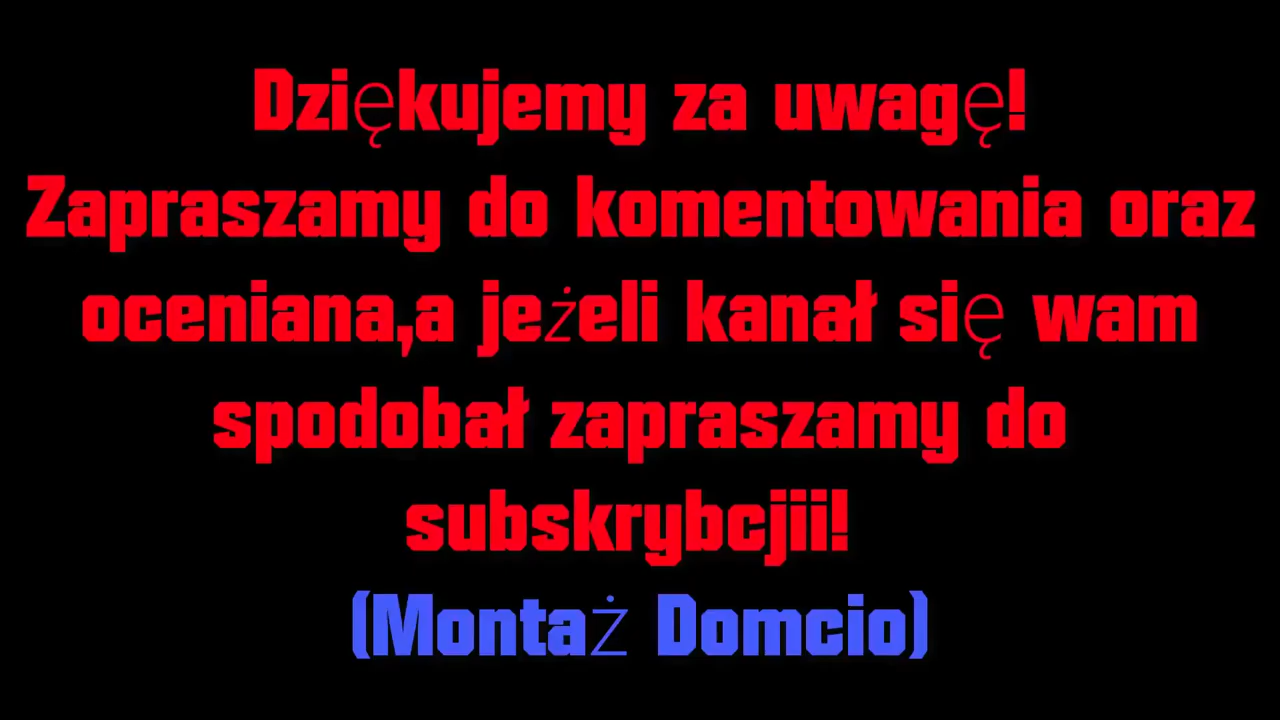 Dziękujemy za uwagę!
Zapraszamy do komentowania oraz
oceniana,a jeżeli kanał się wam
spodobał zapraszamy do
subskrybcjii!
(Montaż Domcio)